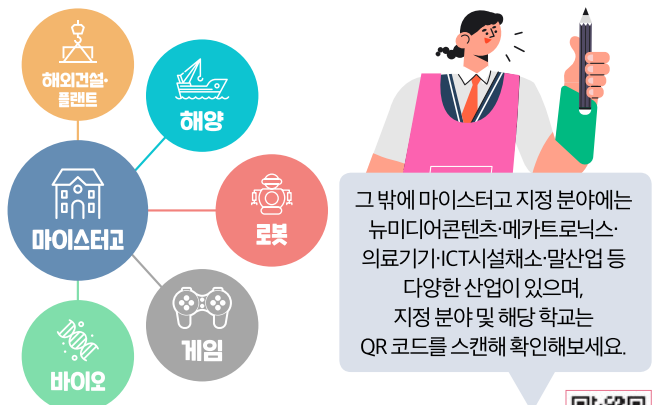 해외건설·
플랜트
해양
마이스터고
로봇
게임
바이오
그 밖에 마이스터고 지정 분야에는
뉴미디어콘텐츠·메카트로닉스·
의료기기·ICT시설채소·말산업 등
다양한 산업이 있으며,
지정 분야 및 해당 학교는
QR 코드를 스캔해 확인해보세요.